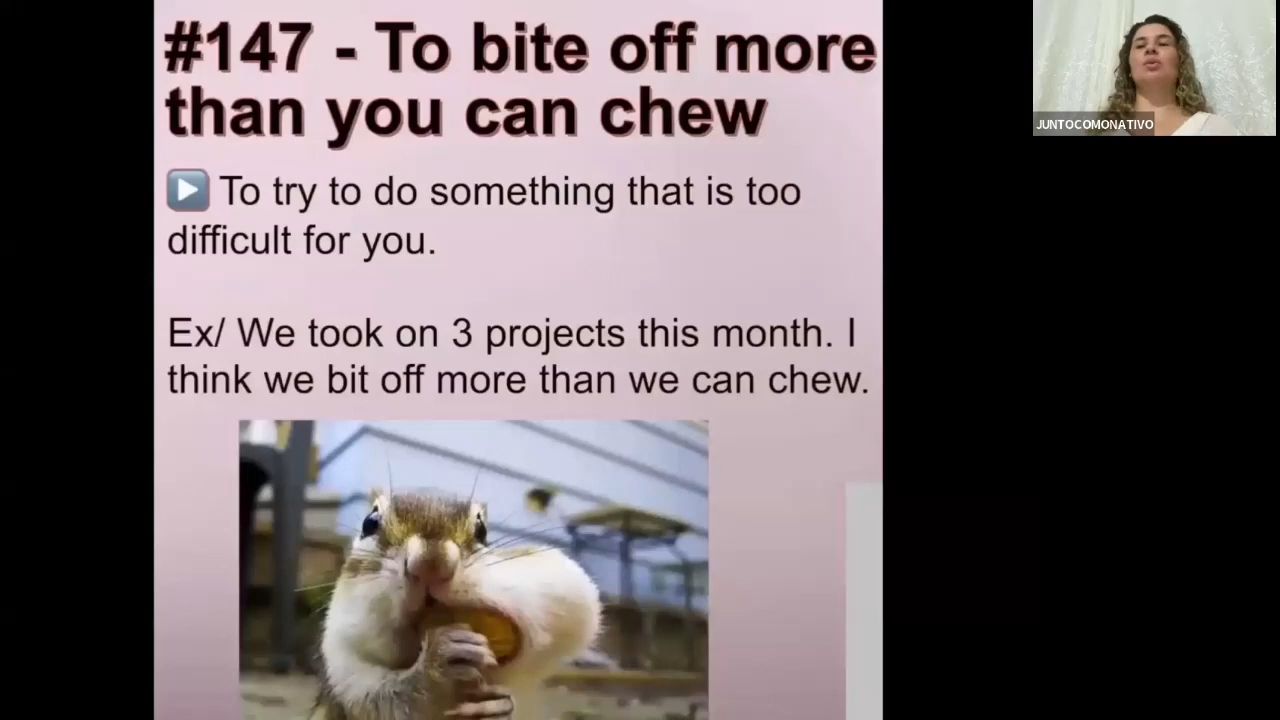 #147 - To bite off more
than you can chew
▶️ To try to do something that is too
difficult for you.
Ex/ We took on 3 projects this month. I
think we bit off more than we can chew.
JUNTOCOMONATIVO